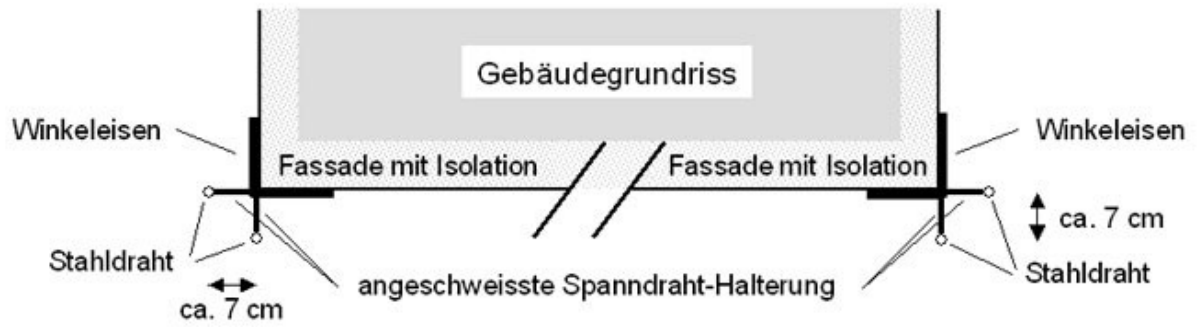 Gebäudegrundriss
Winkeleisen
Winkeleisen
Fassade mit Isolation
Fassade mit Isolation
ca. 7 cm
Stahldraht
angeschweisste Spanndraht-Halterung
Stahldraht
ca. 7 cm